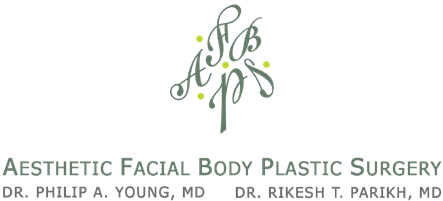 AFBPS
AESTHETIC FACIAL BODY PLASTIC SURGERY
DR. PHILIP A. YOUNG, MD DR. RIKESH T. PARIKH, MD